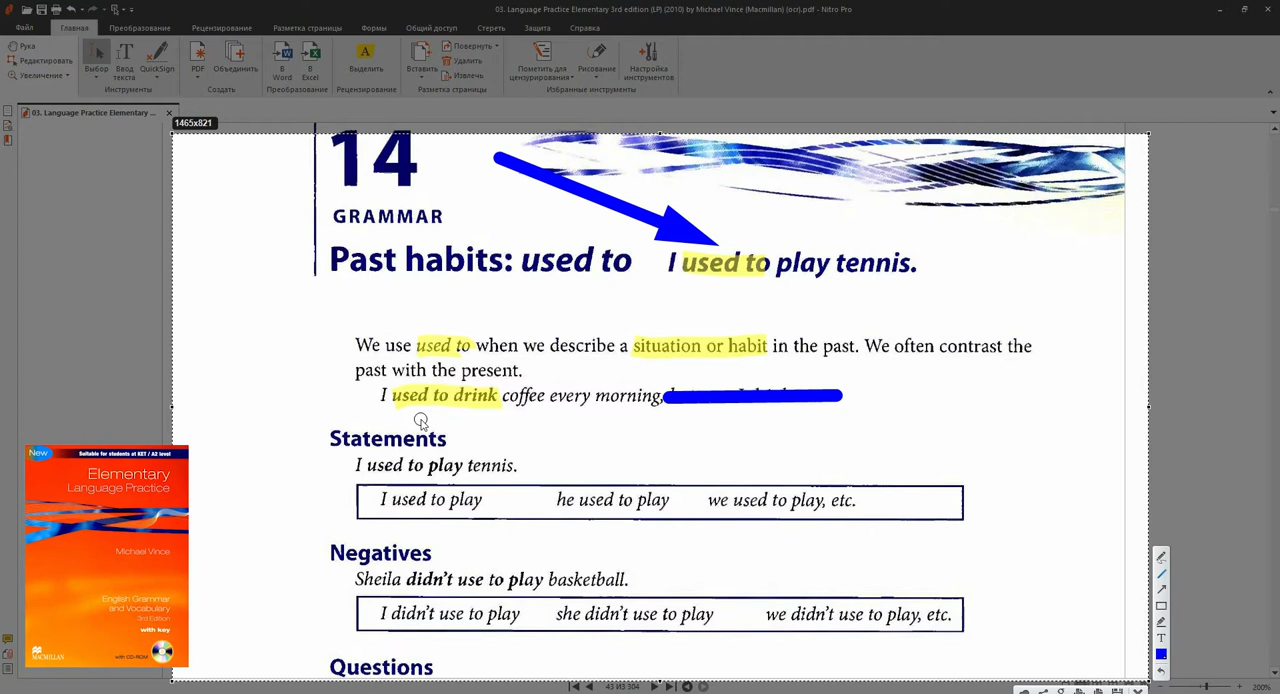 03. Language Practice Elementary 3rd edition (LP) (2010) by Michael Vince (Macmillan) (ocr).pdf - Nitro Pro
Файл Главная Преобразование Рецензирование Разметка страницы Формы Общий доступ Стереть Защита Справка
Рука
Редактировать
Увеличение
Выбор
Ввод текста
QuickSign
Инструменты
PDF
Объединить
Создать
В Word
В Excel
Преобразование
Выделить
Рецензирование
Вставить
Повернуть
Удалить
Извлечь
Разметка страницы
Пометить для цензурирования
Рисование
Избранные инструменты
Настройка инструментов
03. Language Practice Elementary ...
1465x821
14
GRAMMAR
Past habits: used to I used to play tennis.
We use used to when we describe a situation or habit in the past. We often contrast the
past with the present.
I used to drink coffee every morning,
Statements
I used to play tennis.
I used to play he used to play we used to play, etc.
Negatives
Sheila didn't use to play basketball.
I didn't use to play she didn't use to play we didn't use to play, etc.
Questions
New
Suitable for students at KET / A2 level
Elementary
Language Practice
Michael Vince
English Grammar
and Vocabulary
3rd Edition
with key
MACMILLAN
with CD-ROM
T
43 ИЗ 304
200%